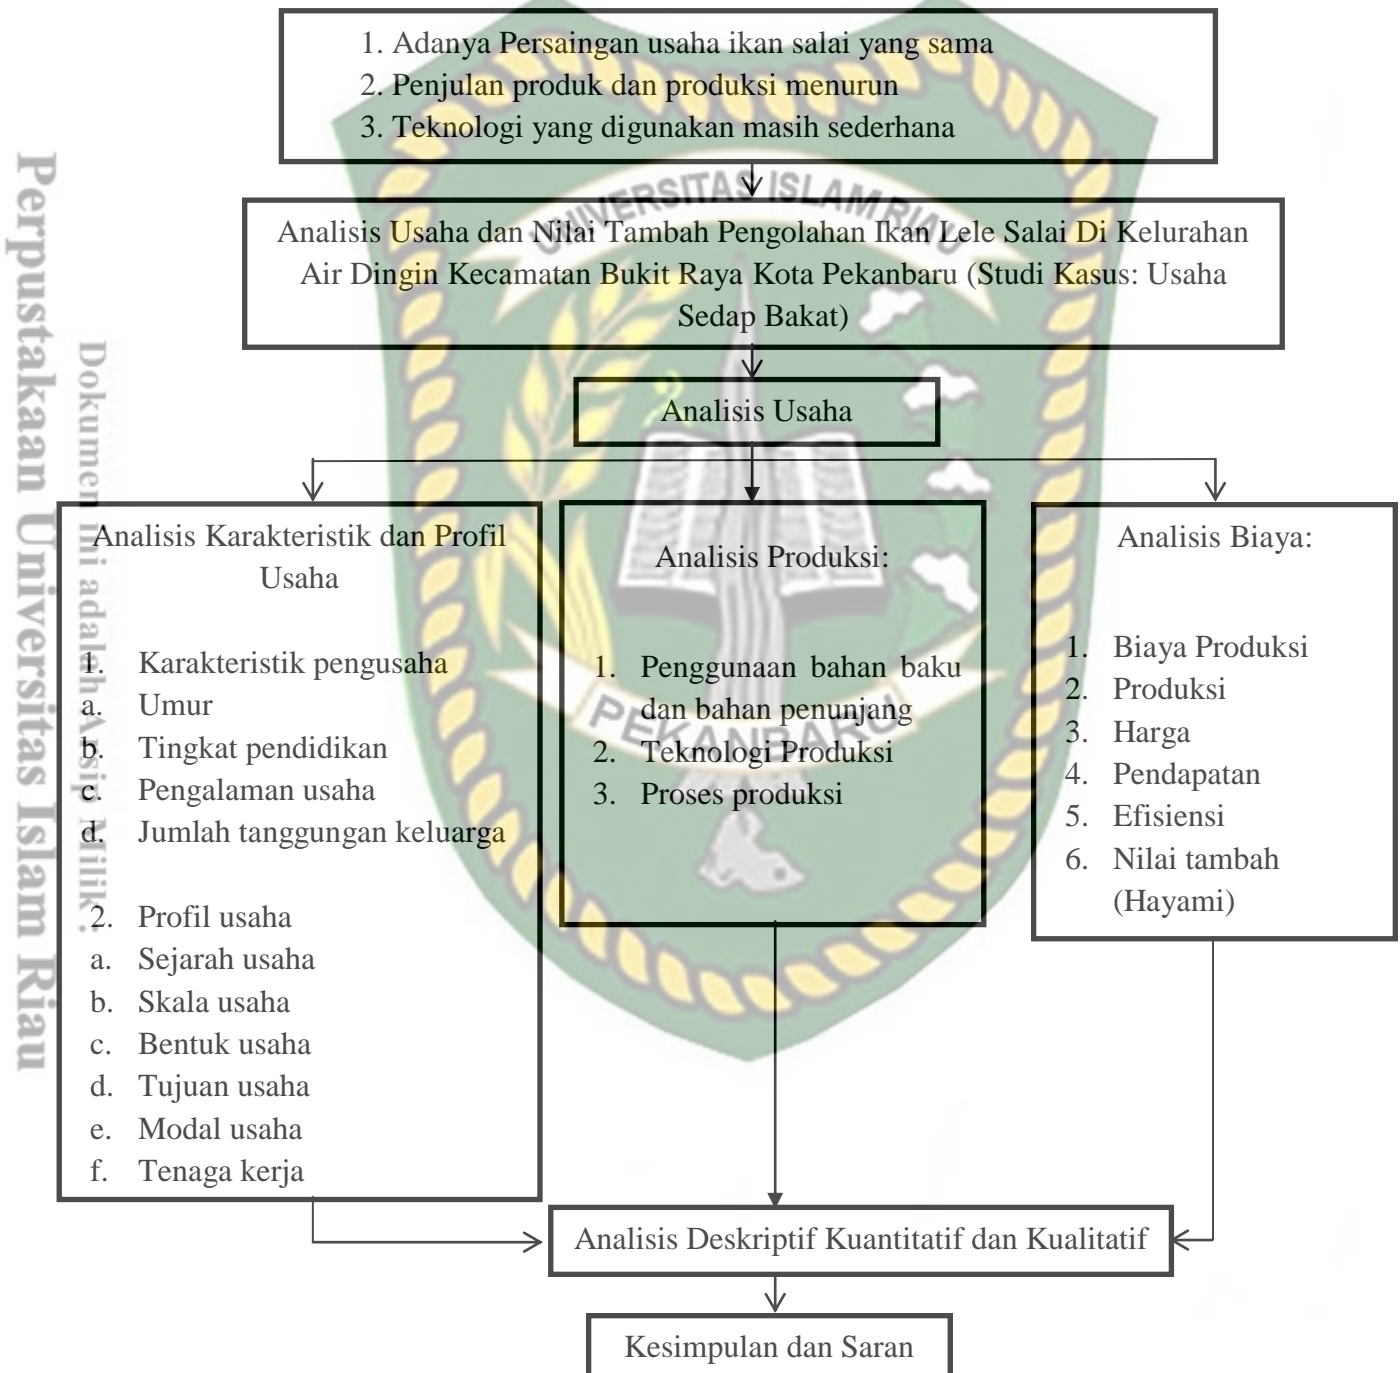 1. Adanya Persaingan usaha ikan salai yang sama
2. Penjulan produk dan produksi menurun
3. Teknologi yang digunakan masih sederhana
UNIVERSITAS ISLAM RIAU
Analisis Usaha dan Nilai Tambah Pengolahan Ikan Lele Salai Di Kelurahan
Air Dingin Kecamatan Bukit Raya Kota Pekanbaru (Studi Kasus: Usaha
Sedap Bakat)
Analisis Usaha
Analisis Karakteristik dan Profil
Usaha
1. Karakteristik pengusaha
a. Umur
b. Tingkat pendidikan
c. Pengalaman usaha
d. Jumlah tanggungan keluarga
2. Profil usaha
a. Sejarah usaha
b. Skala usaha
c. Bentuk usaha
d. Tujuan usaha
e. Modal usaha
f. Tenaga kerja
Analisis Produksi:
1. Penggunaan bahan baku
dan bahan penunjang
2. Teknologi Produksi
3. Proses produksi
PEKANBARU
Analisis Biaya:
1. Biaya Produksi
2. Produksi
3. Harga
4. Pendapatan
5. Efisiensi
6. Nilai tambah
(Hayami)
Analisis Deskriptif Kuantitatif dan Kualitatif
Kesimpulan dan Saran
Dokumen ini adalah Arsip Milik :
Perpustakaan Universitas Islam Riau